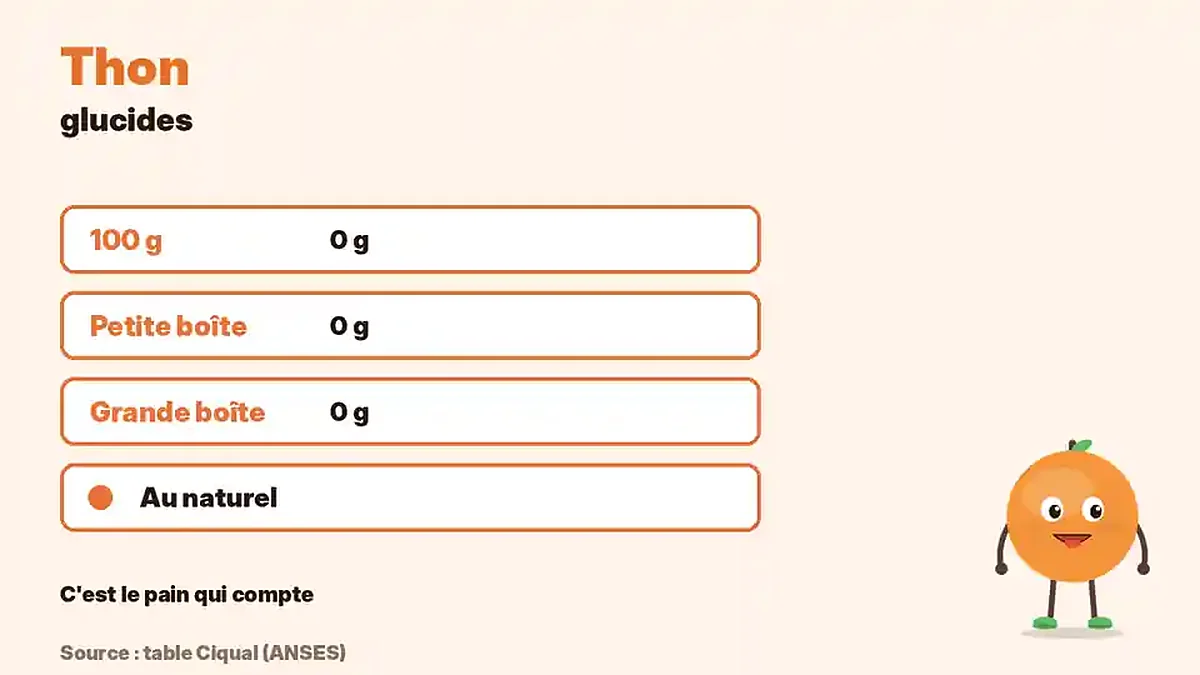 Thon
glucides
100 g 0 g
Petite boîte 0 g
Grande boîte 0 g
Au naturel
C'est le pain qui compte
Source : table Ciqual (ANSES)